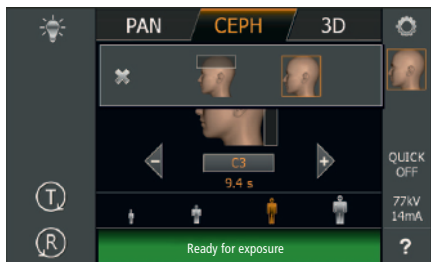 PAN CEPH 3D
C3
9.4 s
QUICK
OFF
77kV
14mA
T
R
Ready for exposure
?